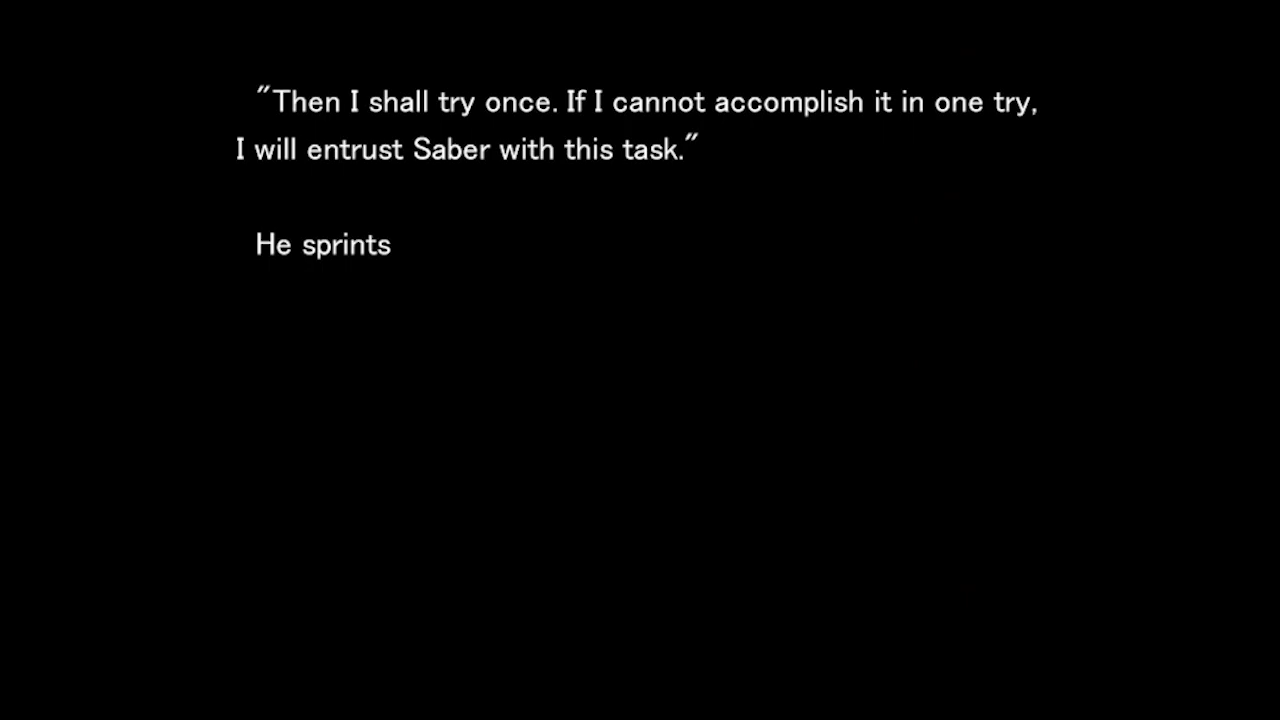 "Then I shall try once. If I cannot accomplish it in one try,
I will entrust Saber with this task."
He sprints